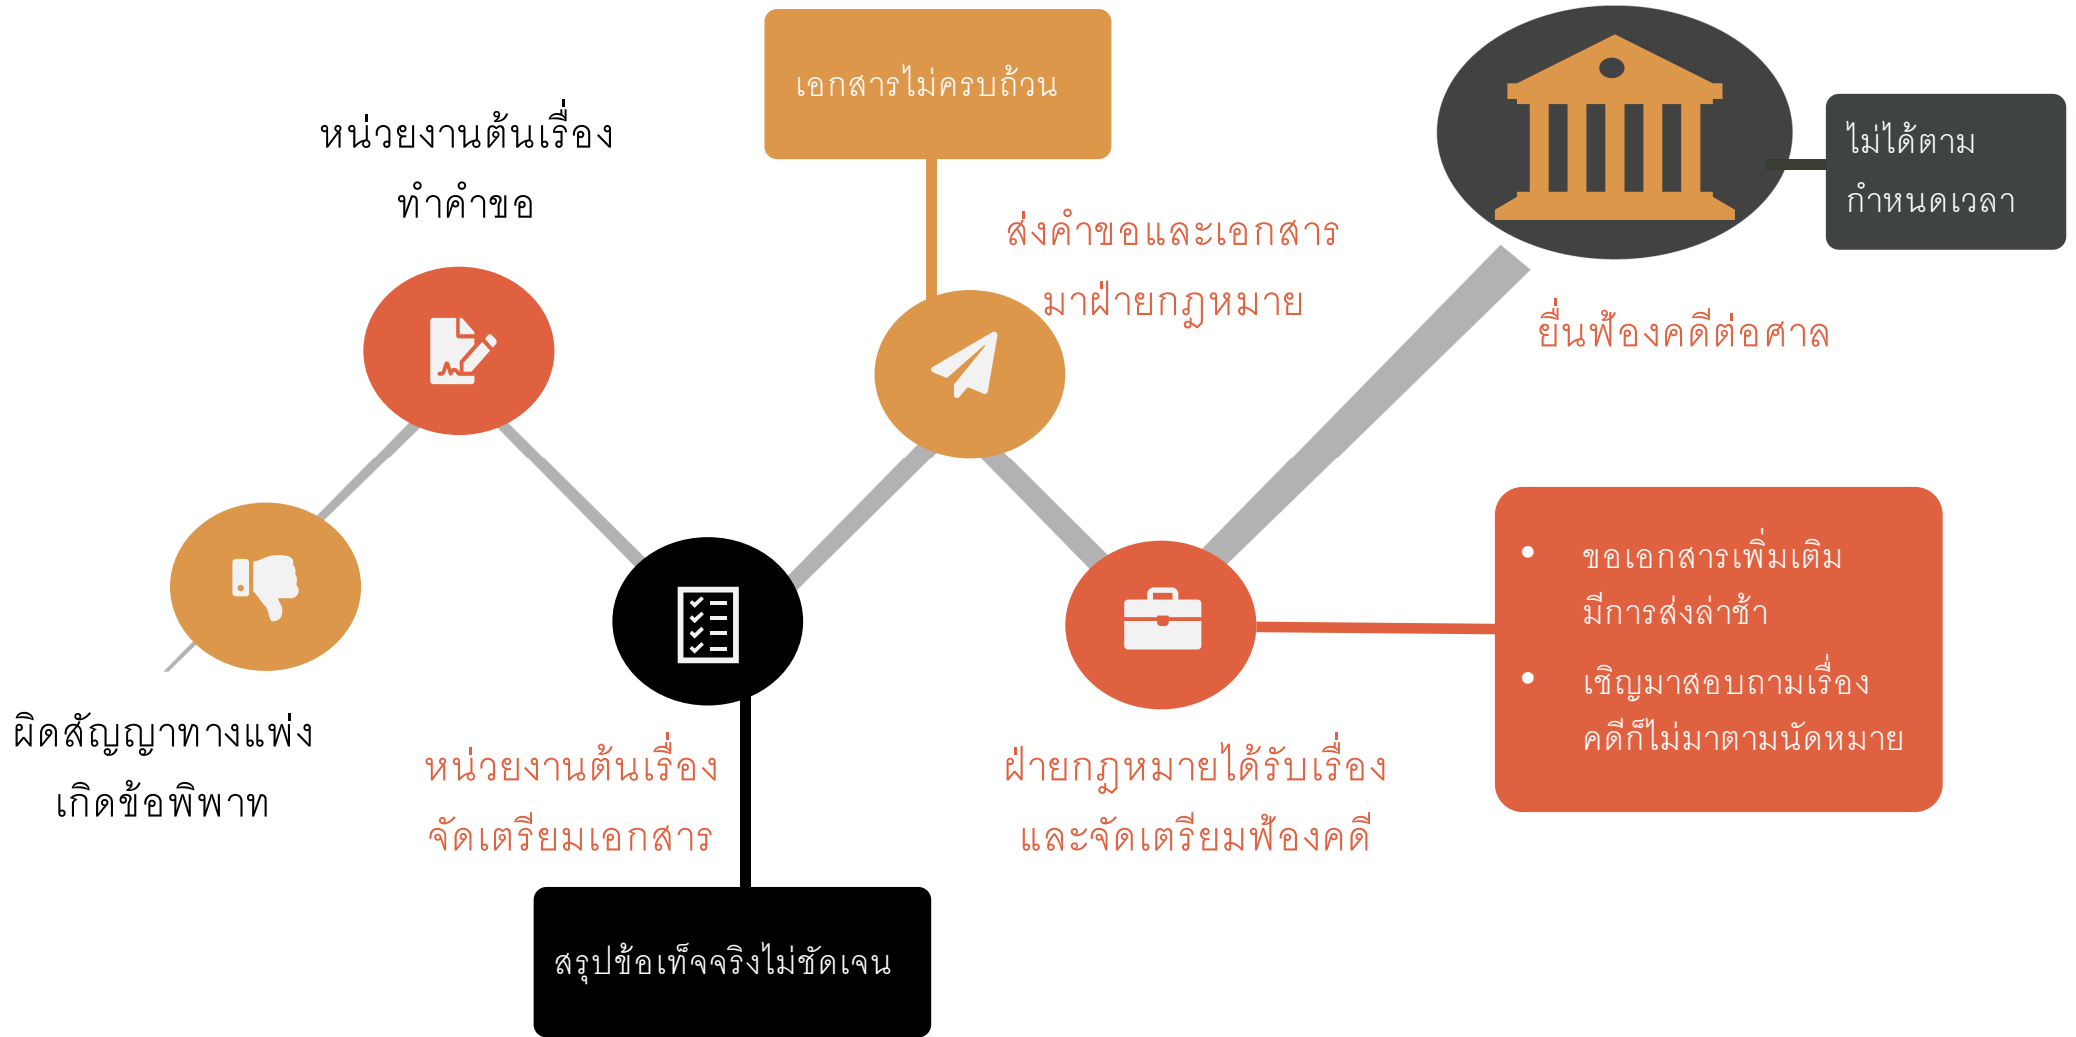 เอกสารไม่ครบถ้วน
หน่วยงานต้นเรื่อง
ทำคำขอ
ไม่ได้ตาม
กำหนดเวลา
ส่งคำขอและเอกสาร
มาฝ่ายกฎหมาย
ยื่นฟ้องคดีต่อศาล
ผิดสัญญาทางแพ่ง
เกิดข้อพิพาท
หน่วยงานต้นเรื่อง
จัดเตรียมเอกสาร
ฝ่ายกฎหมายได้รับเรื่อง
และจัดเตรียมฟ้องคดี
• ขอเอกสารเพิ่มเติม
มีการส่งล่าช้า
• เชิญมาสอบถามเรื่อง
คดีก็ไม่มาตามนัดหมาย
สรุปข้อเท็จจริงไม่ชัดเจน